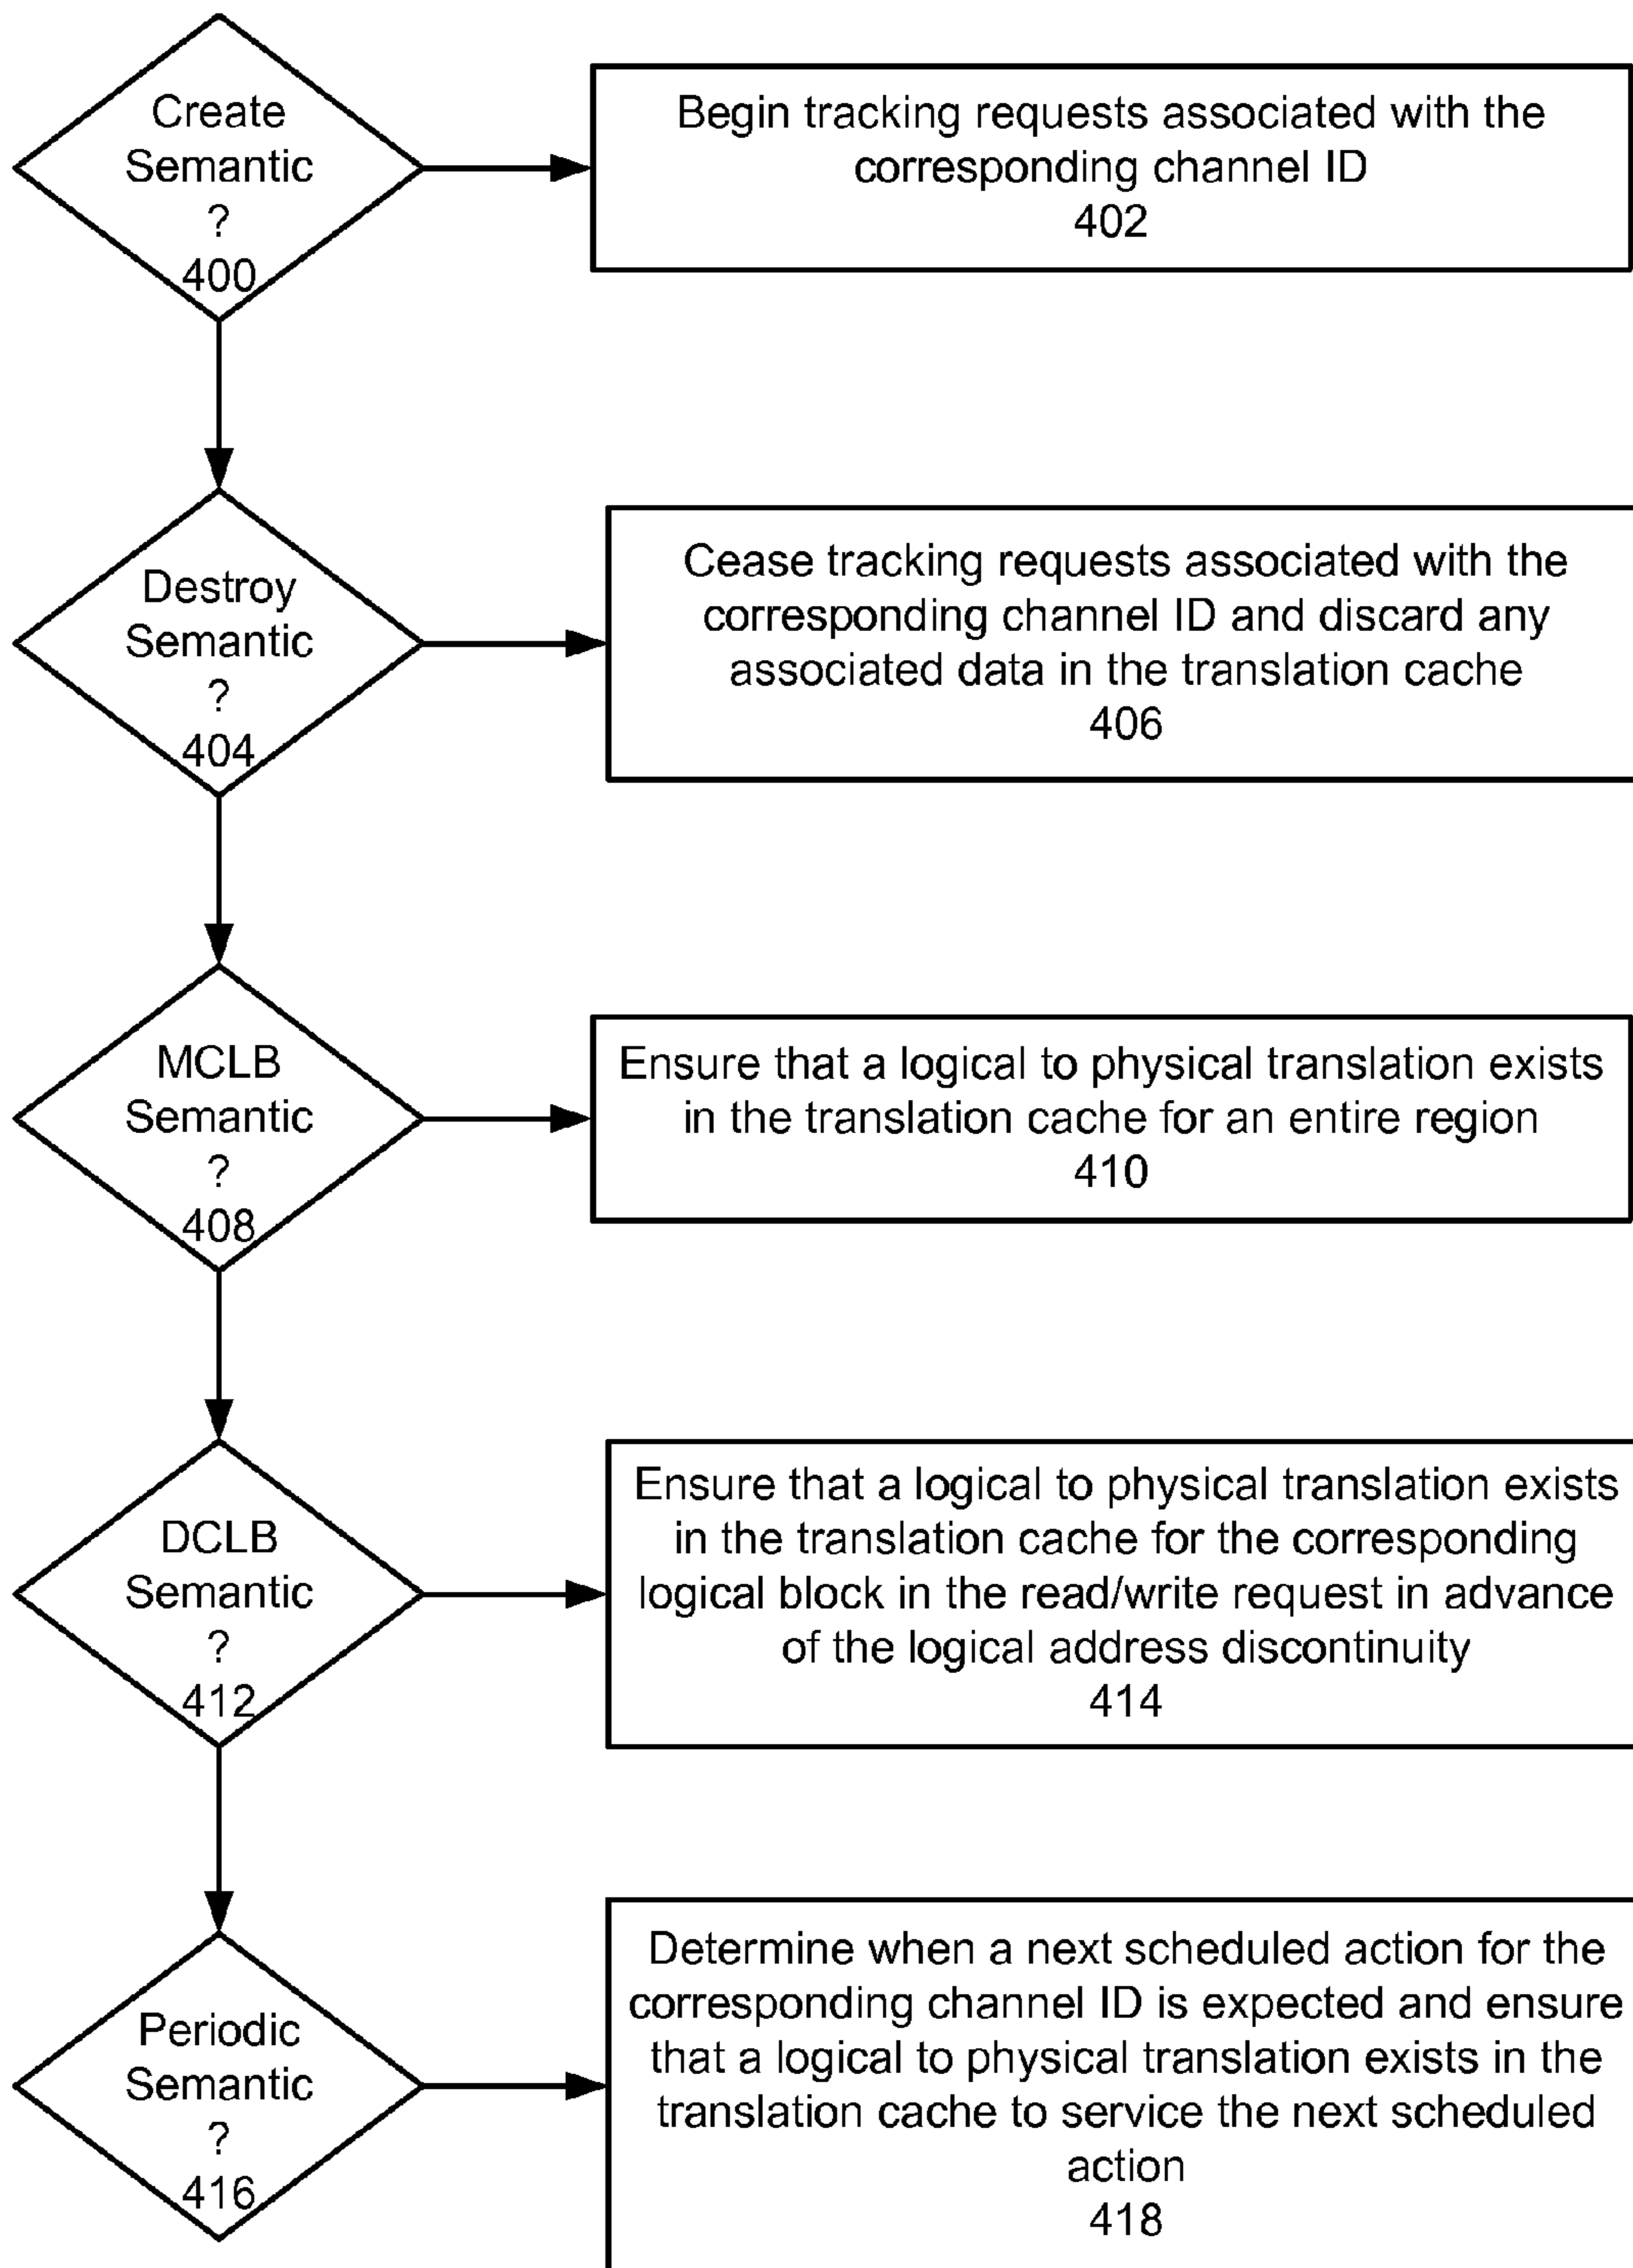 Create
Semantic
?
400
Begin tracking requests associated with the
corresponding channel ID
402
Destroy
Semantic
?
404
Cease tracking requests associated with the
corresponding channel ID and discard any
associated data in the translation cache
406
MCLB
Semantic
?
408
Ensure that a logical to physical translation exists
in the translation cache for an entire region
410
DCLB
Semantic
?
412
Ensure that a logical to physical translation exists
in the translation cache for the corresponding
logical block in the read/write request in advance
of the logical address discontinuity
414
Periodic
Semantic
?
416
Determine when a next scheduled action for the
corresponding channel ID is expected and ensure
that a logical to physical translation exists in the
translation cache to service the next scheduled
action
418